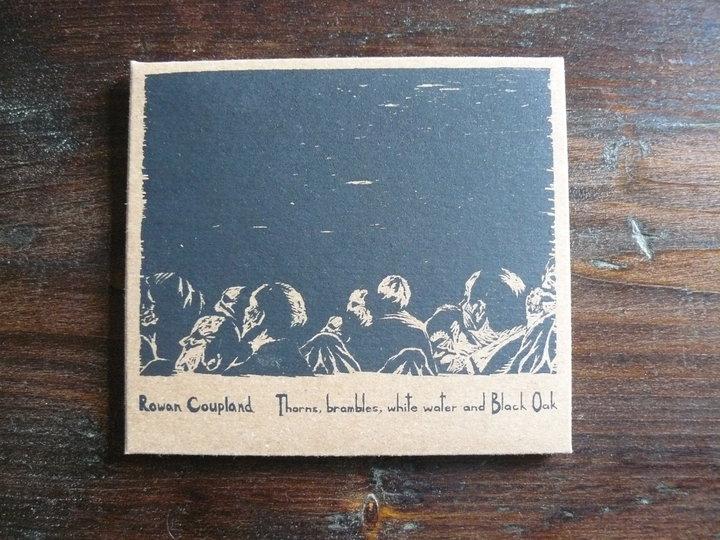 Rowan Coupland Thorns, brambles, white water and Black Oak